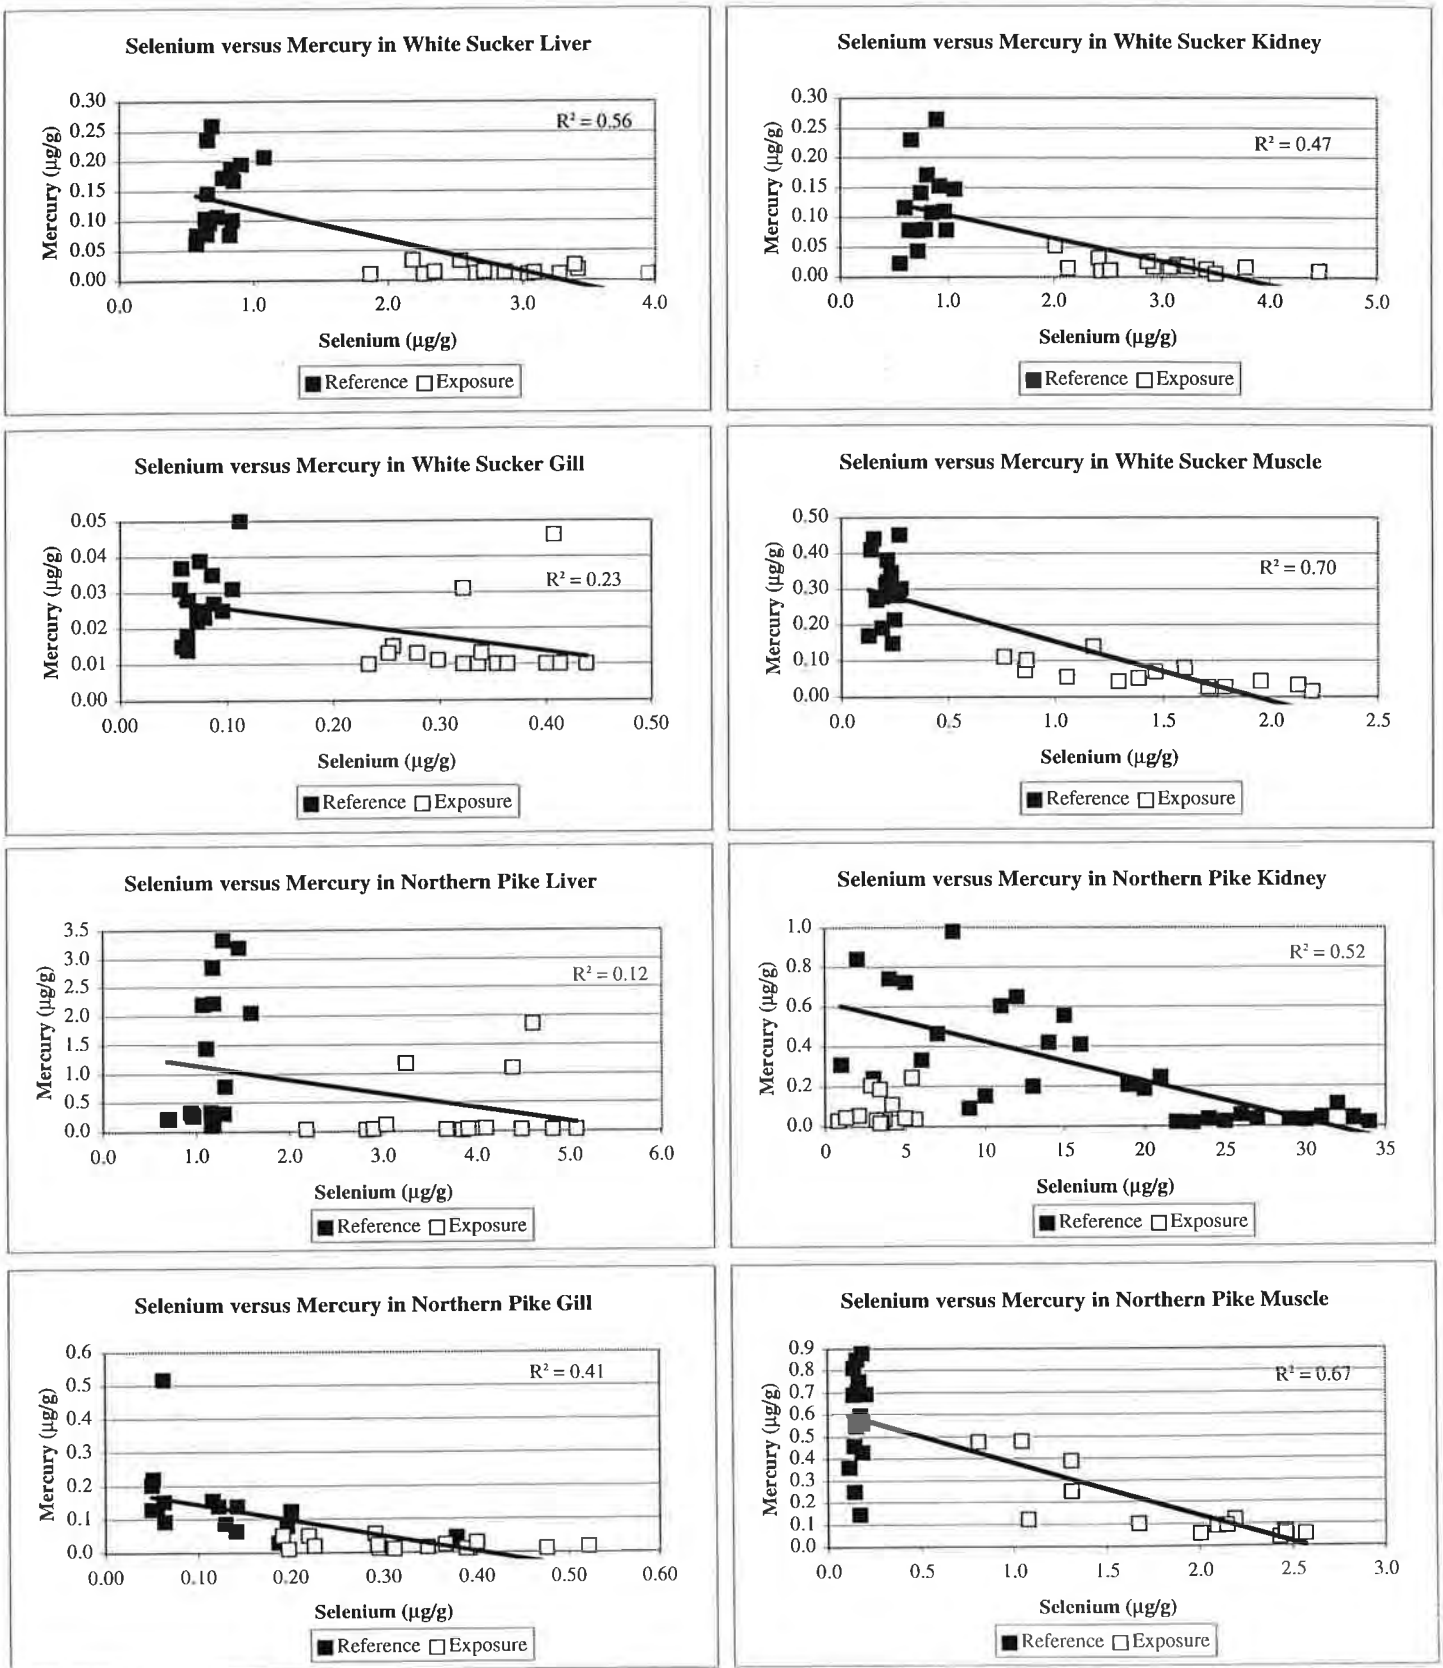 Selenium versus Mercury in White Sucker Liver
Mercury (µg/g)
0.30
0.25
0.20
0.15
0.10
0.05
0.00
R² = 0.56
0.0 1.0 2.0 3.0 4.0
Selenium (µg/g)
Reference Exposure
Selenium versus Mercury in White Sucker Kidney
Mercury (µg/g)
0.30
0.25
0.20
0.15
0.10
0.05
0.00
R² = 0.47
0.0 1.0 2.0 3.0 4.0 5.0
Selenium (µg/g)
Reference Exposure
Selenium versus Mercury in White Sucker Gill
Mercury (µg/g)
0.05
0.04
0.03
0.02
0.01
0.00
R² = 0.23
0.00 0.10 0.20 0.30 0.40 0.50
Selenium (µg/g)
Reference Exposure
Selenium versus Mercury in White Sucker Muscle
Mercury (µg/g)
0.50
0.40
0.30
0.20
0.10
0.00
R² = 0.70
0.0 0.5 1.0 1.5 2.0 2.5
Selenium (µg/g)
Reference Exposure
Selenium versus Mercury in Northern Pike Liver
Mercury (µg/g)
3.5
3.0
2.5
2.0
1.5
1.0
0.5
0.0
R² = 0.12
0.0 1.0 2.0 3.0 4.0 5.0 6.0
Selenium (µg/g)
Reference Exposure
Selenium versus Mercury in Northern Pike Kidney
Mercury (µg/g)
1.0
0.8
0.6
0.4
0.2
0.0
R² = 0.52
0 5 10 15 20 25 30 35
Selenium (µg/g)
Reference Exposure
Selenium versus Mercury in Northern Pike Gill
Mercury (µg/g)
0.6
0.5
0.4
0.3
0.2
0.1
0.0
R² = 0.41
0.00 0.10 0.20 0.30 0.40 0.50 0.60
Selenium (µg/g)
Reference Exposure
Selenium versus Mercury in Northern Pike Muscle
Mercury (µg/g)
0.9
0.8
0.7
0.6
0.5
0.4
0.3
0.2
0.1
0.0
R² = 0.67
0.0 0.5 1.0 1.5 2.0 2.5 3.0
Selenium (µg/g)
Reference Exposure